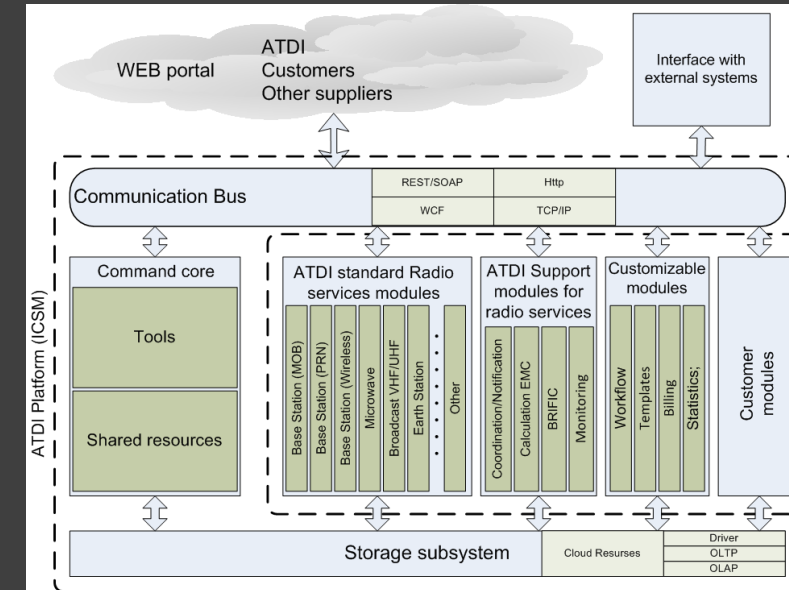 WEB portal
ATDI
Customers
Other suppliers
Interface with
external systems
Communication Bus
REST/SOAP
Http
WCF
TCP/IP
ATDI Platform (ICSM)
Command core
Tools
Shared resources
ATDI standard Radio
services modules
Base Station (MOB)
Base Station (PRN)
Base Station (Wireless)
Microwave
Broadcast VHF/UHF
Earth Station
Other
ATDI Support
modules for
radio services
Coordination/Notification
Calculation EMC
BRIFIC
Monitoring
Customizable
modules
Workflow
Templates
Billing
Statistics;
Customer
modules
Storage subsystem
Cloud Resurses
Driver
OLTP
OLAP